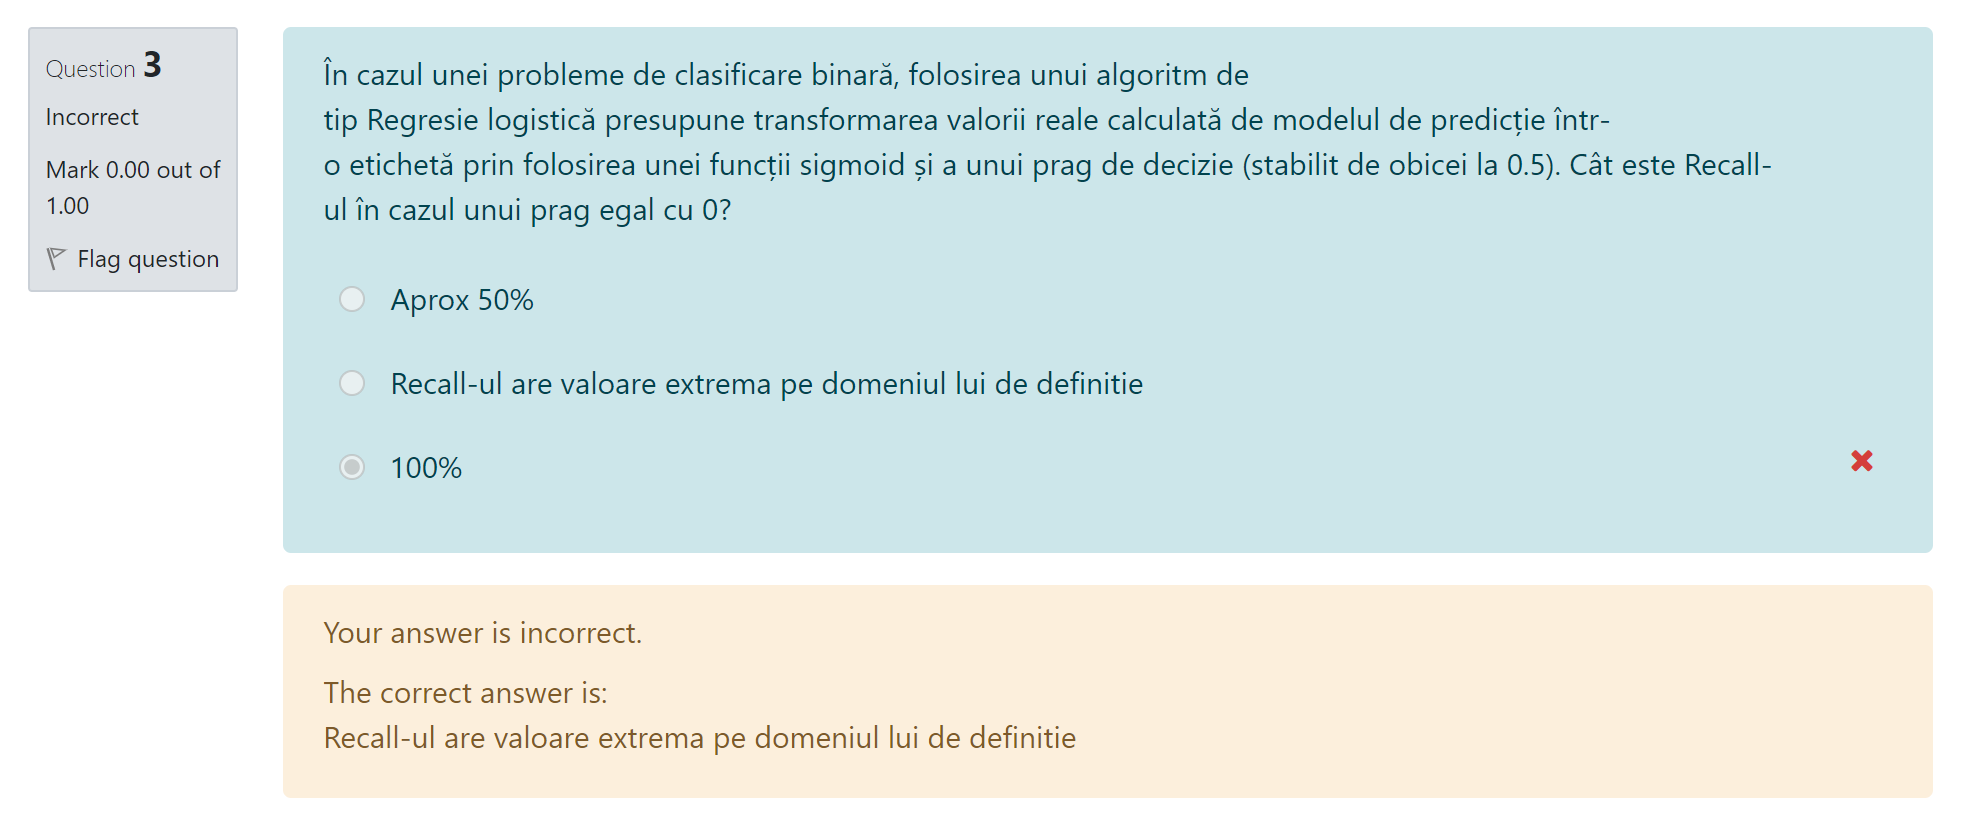 Question 3
Incorrect
Mark 0.00 out of
1.00
Flag question
În cazul unei probleme de clasificare binară, folosirea unui algoritm de
tip Regresie logistică presupune transformarea valorii reale calculată de modelul de predicție într-
o etichetă prin folosirea unei funcții sigmoid și a unui prag de decizie (stabilit de obicei la 0.5). Cât este Recall-
ul în cazul unui prag egal cu 0?
Aprox 50%
Recall-ul are valoare extrema pe domeniul lui de definitie
100%
Your answer is incorrect.
The correct answer is:
Recall-ul are valoare extrema pe domeniul lui de definitie